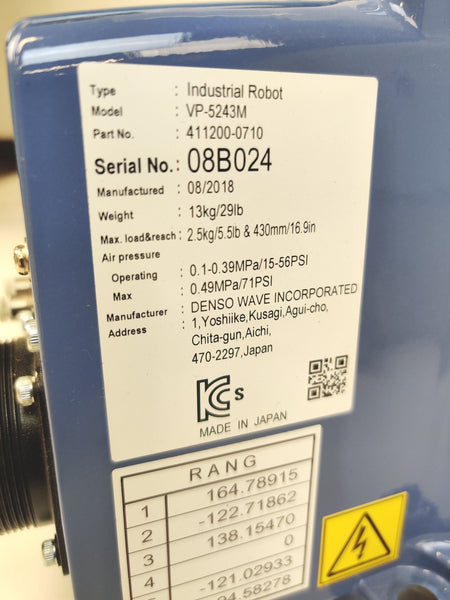 Type : Industrial Robot
Model : VP-5243M
Part No. : 411200-0710
Serial No. : 08B024
Manufactured : 08/2018
Weight : 13kg/29lb
Max. load&reach : 2.5kg/5.5lb & 430mm/16.9in
Air pressure
Operating : 0.1-0.39MPa/15-56PSI
Max : 0.49MPa/71PSI
Manufacturer : DENSO WAVE INCORPORATED
Address : 1,Yoshiike,Kusagi,Agui-cho,
Chita-gun,Aichi,
470-2297,Japan
KC s
MADE IN JAPAN
RANG
1 164.78915
2 -122.71862
3 138.15470
4 0
-121.02933